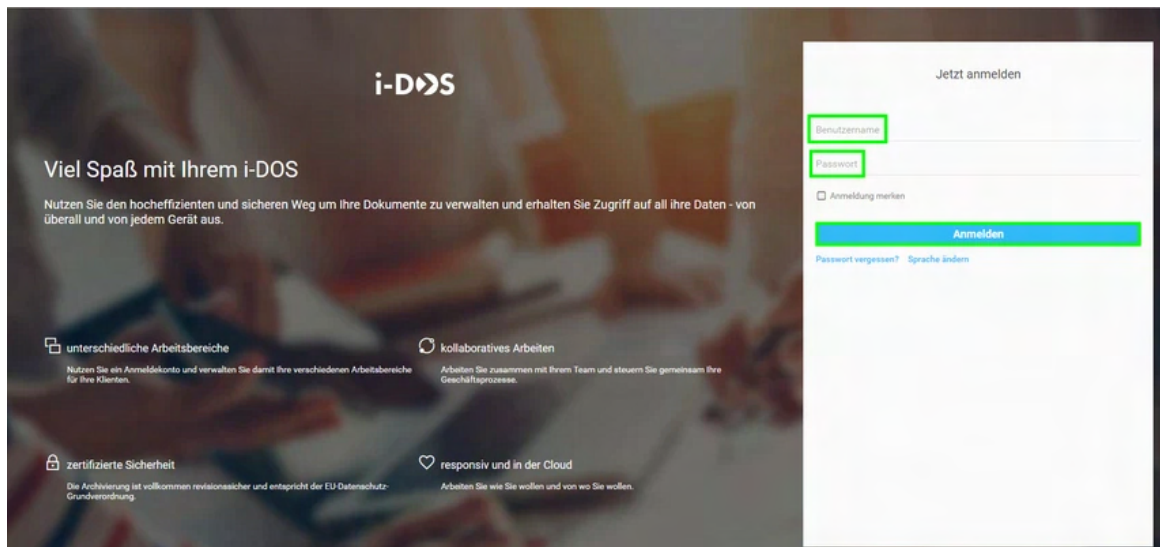 i-DOS
Viel Spaß mit Ihrem i-DOS
Nutzen Sie den hocheffizienten und sicheren Weg um Ihre Dokumente zu verwalten und erhalten Sie Zugriff auf all ihre Daten - von
überall und von jedem Gerät aus.
unterschiedliche Arbeitsbereiche
Nutzen Sie ein Anmeldekonto und verwalten Sie damit Ihre verschiedenen Arbeitsbereiche
für Ihre Klienten.
kollaboratives Arbeiten
Arbeiten Sie zusammen mit Ihrem Team und steuern Sie gemeinsam Ihre
Geschäftsprozesse.
zertifizierte Sicherheit
Die Archivierung ist vollkommen revisionssicher und entspricht der EU-Datenschutz-
Grundverordnung.
responsiv und in der Cloud
Arbeiten Sie wie Sie wollen und von wo Sie wollen.
Jetzt anmelden
Benutzername
Passwort
Anmeldung merken
Anmelden
Passwort vergessen? Sprache ändern